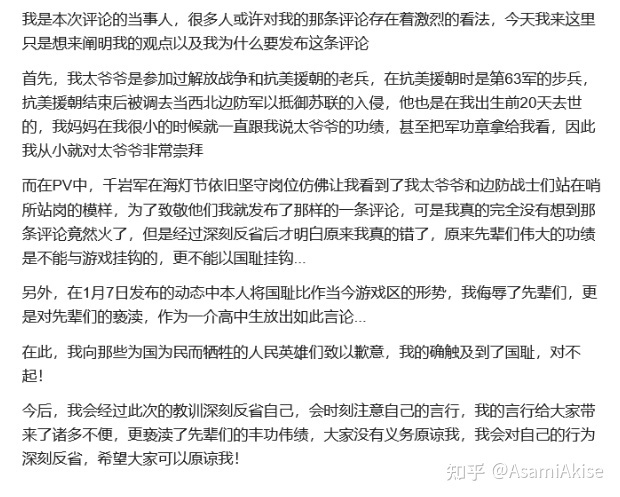 我是本次评论的当事人，很多人或许对我的那条评论存在着激烈的看法，今天我来这里
只是想来阐明我的观点以及我为什么要发布这条评论
首先，我太爷爷是参加过解放战争和抗美援朝的老兵，在抗美援朝时是第63军的步兵，
抗美援朝结束后被调去当西北边防军以抵御苏联的入侵，他也是在我出生前20天去世
的，我妈妈在我很小的时候就一直跟我说太爷爷的功绩，甚至把军功章拿给我看，因此
我从小就对太爷爷非常崇拜
而在PV中，千岩军在海灯节依旧坚守岗位仿佛让我看到了我太爷爷和边防战士们站在哨
所站岗的模样，为了致敬他们我就发布了那样的一条评论，可是我真的完全没有想到那
条评论竟然火了，但是经过深刻反省后才明白原来我真的错了，原来先辈们伟大的功绩
是不能与游戏挂钩的，更不能以国耻挂钩...
另外，在1月7日发布的动态中本人将国耻比作当今游戏区的形势，我侮辱了先辈们，更
是对先辈们的亵渎，作为一介高中生放出如此言论...
在此，我向那些为国为民而牺牲的人民英雄们致以歉意，我的确触及到了国耻，对不
起！
今后，我会经过此次的教训深刻反省自己，会时刻注意自己的言行，我的言行给大家带
来了诸多不便，更亵渎了先辈们的丰功伟绩，大家没有义务原谅我，我会对自己的行为
深刻反省，希望大家可以原谅我！
知乎 @AsamiAkise